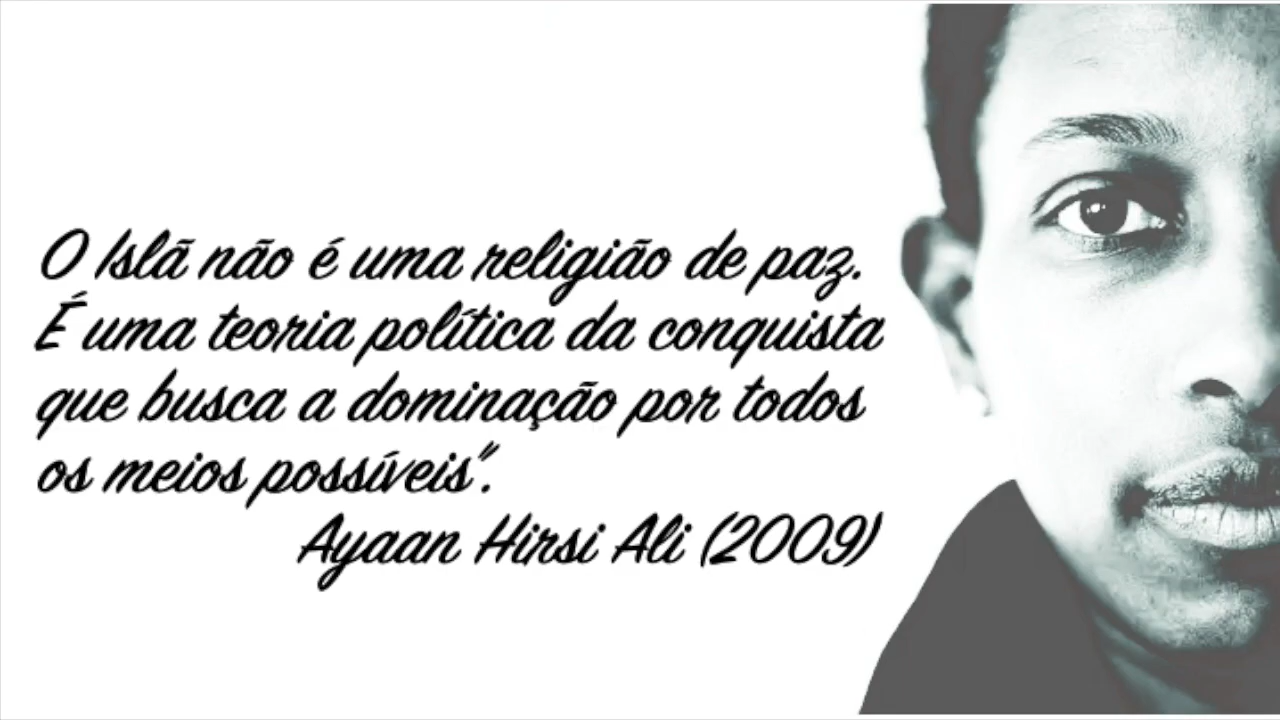 O Islã não é uma religião de paz.
É uma teoria política da conquista
que busca a dominação por todos
os meios possíveis".
Ayaan Hirsi Ali (2009)